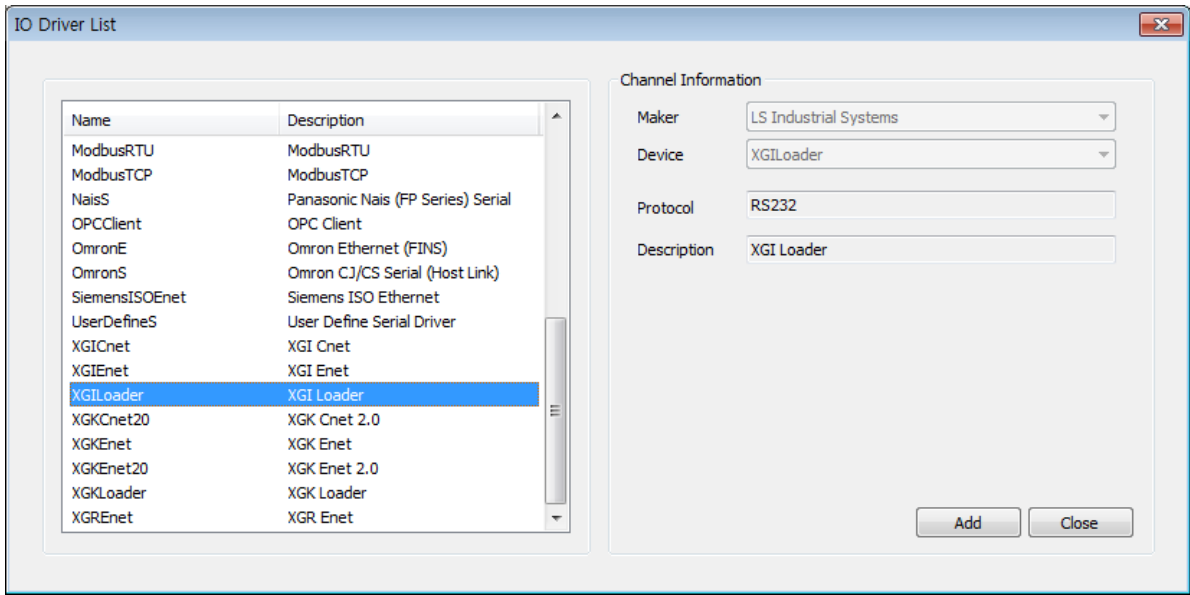 IO Driver List
Name Description
ModbusRTU ModbusRTU
ModbusTCP ModbusTCP
NaisS Panasonic Nais (FP Series) Serial
OPCClient OPC Client
OmronE Omron Ethernet (FINS)
OmronS Omron CJ/CS Serial (Host Link)
SiemensISOEnet Siemens ISO Ethernet
UserDefineS User Define Serial Driver
XGICnet XGI Cnet
XGIEnet XGI Enet
XGILoader XGI Loader
XGKCnet20 XGK Cnet 2.0
XGKEnet XGK Enet
XGKEnet20 XGK Enet 2.0
XGKLoader XGK Loader
XGREnet XGR Enet
Channel Information
Maker LS Industrial Systems
Device XGILoader
Protocol RS232
Description XGI Loader
Add Close